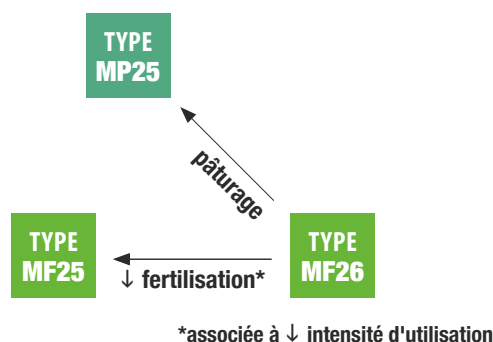 TYPE
MP25
pâturage
TYPE
MF25
↓ fertilisation*
TYPE
MF26
*associée à ↓ intensité d'utilisation